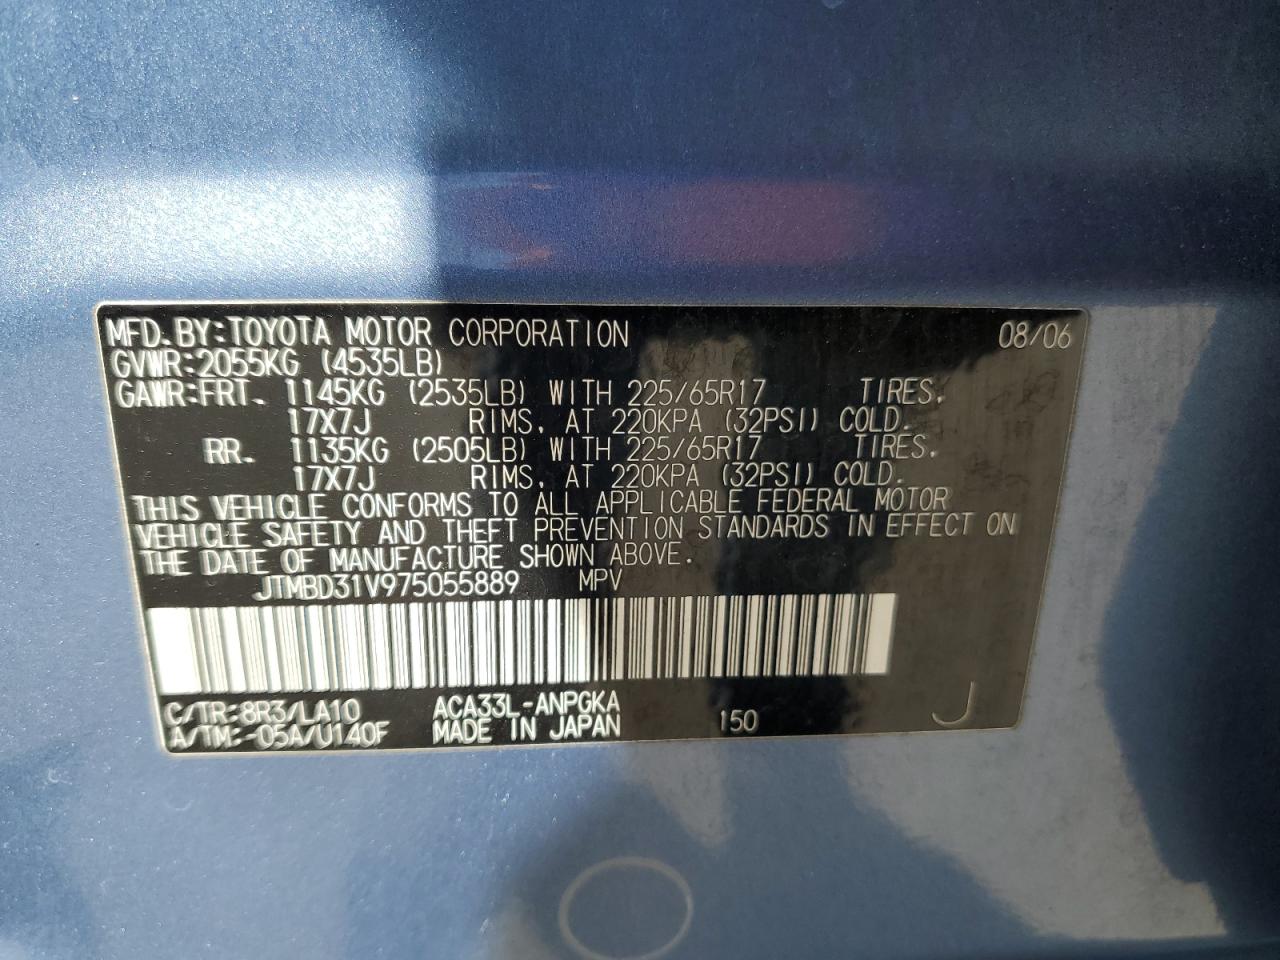 MFD. BY: TOYOTA MOTOR CORPORATION 08/06
GVWR: 2055KG (4535LB)
GAWR: FRT. 1145KG (2535LB) WITH 225/65R17 TIRES,
17X7J RIMS, AT 220KPA (32PSI) COLD.
RR. 1135KG (2505LB) WITH 225/65R17 TIRES,
17X7J RIMS, AT 220KPA (32PSI) COLD.
THIS VEHICLE CONFORMS TO ALL APPLICABLE FEDERAL MOTOR
VEHICLE SAFETY AND THEFT PREVENTION STANDARDS IN EFFECT ON
THE DATE OF MANUFACTURE SHOWN ABOVE.
JTMBD31V975055889 MPV
C/TR: 8R3/LA10 ACA33L-ANPGKA 150 J
A/TM: -05A/U140F MADE IN JAPAN